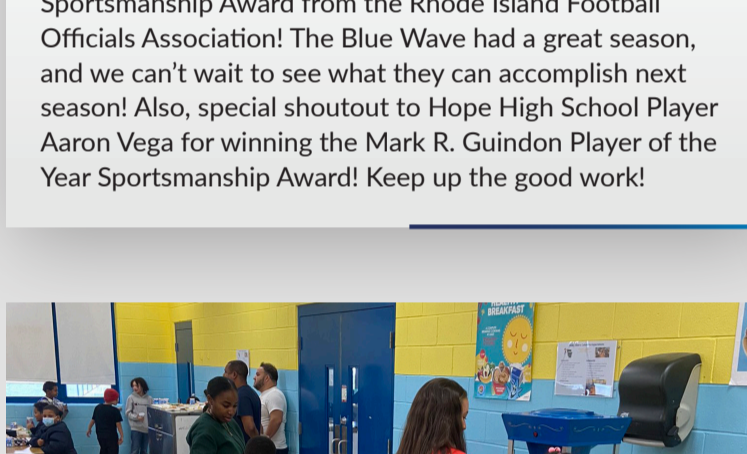 Sportsmanship Award from the Rhode Island Football
Officials Association! The Blue Wave had a great season,
and we can't wait to see what they can accomplish next
season! Also, special shoutout to Hope High School Player
Aaron Vega for winning the Mark R. Guindon Player of the
Year Sportsmanship Award! Keep up the good work!
BREAKFAST